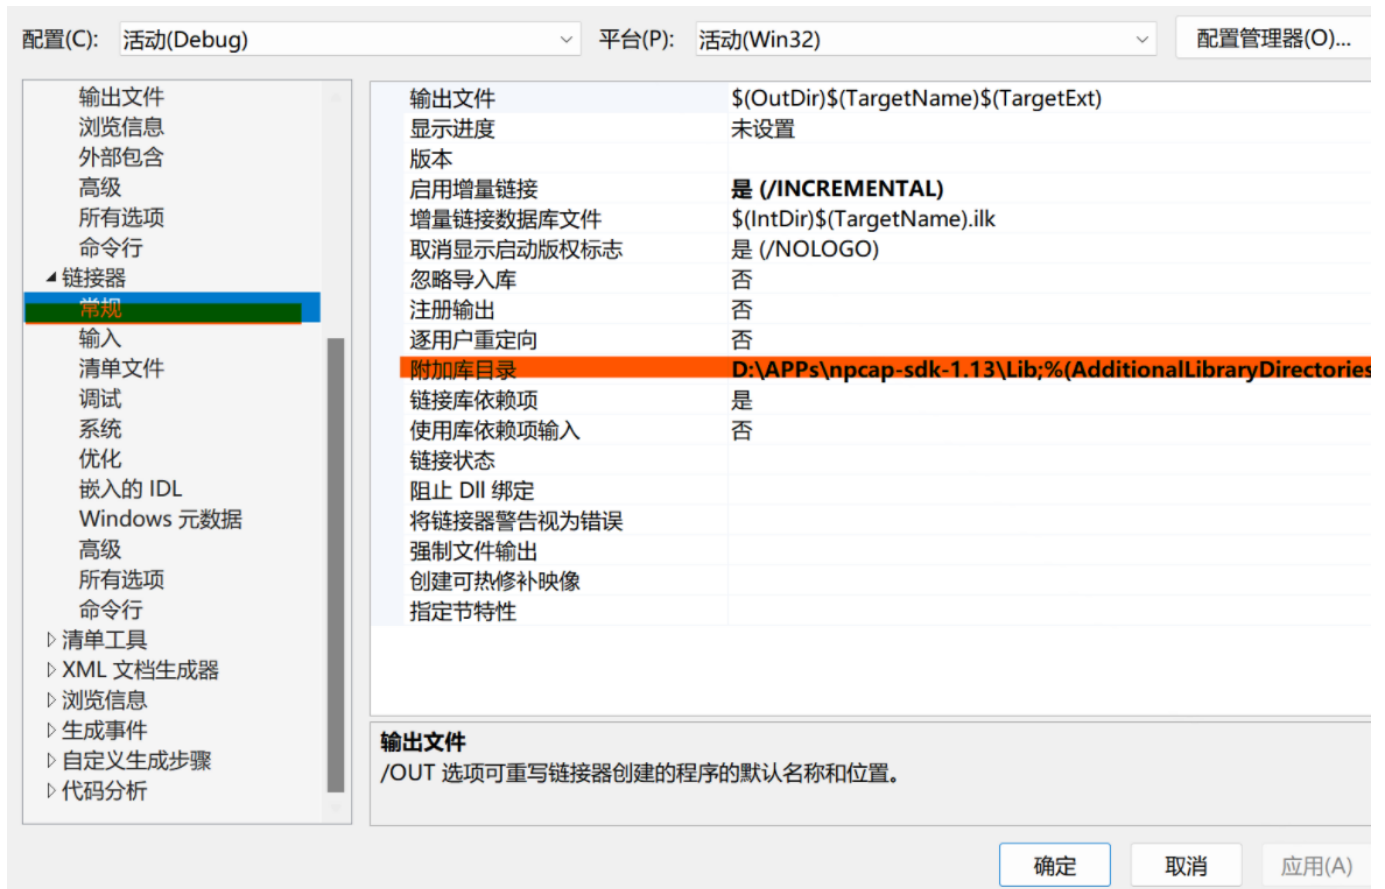 配置(C): 活动(Debug) 平台(P): 活动(Win32) 配置管理器(O)...
输出文件
浏览信息
外部包含
高级
所有选项
命令行
链接器
常规
输入
清单文件
调试
系统
优化
嵌入的 IDL
Windows 元数据
高级
所有选项
命令行
清单工具
XML 文档生成器
浏览信息
生成事件
自定义生成步骤
代码分析
输出文件 $(OutDir)$(TargetName)$(TargetExt)
显示进度 未设置
版本
启用增量链接 是 (/INCREMENTAL)
增量链接数据库文件 $(IntDir)$(TargetName).ilk
取消显示启动版权标志 是 (/NOLOGO)
忽略导入库 否
注册输出 否
逐用户重定向 否
附加库目录 D:\APPs\npcap-sdk-1.13\Lib;%(AdditionalLibraryDirectories
链接库依赖项 是
使用库依赖项输入 否
链接状态
阻止 Dll 绑定
将链接器警告视为错误
强制文件输出
创建可热修补映像
指定节特性
输出文件
/OUT 选项可重写链接器创建的程序的默认名称和位置。
确定 取消 应用(A)